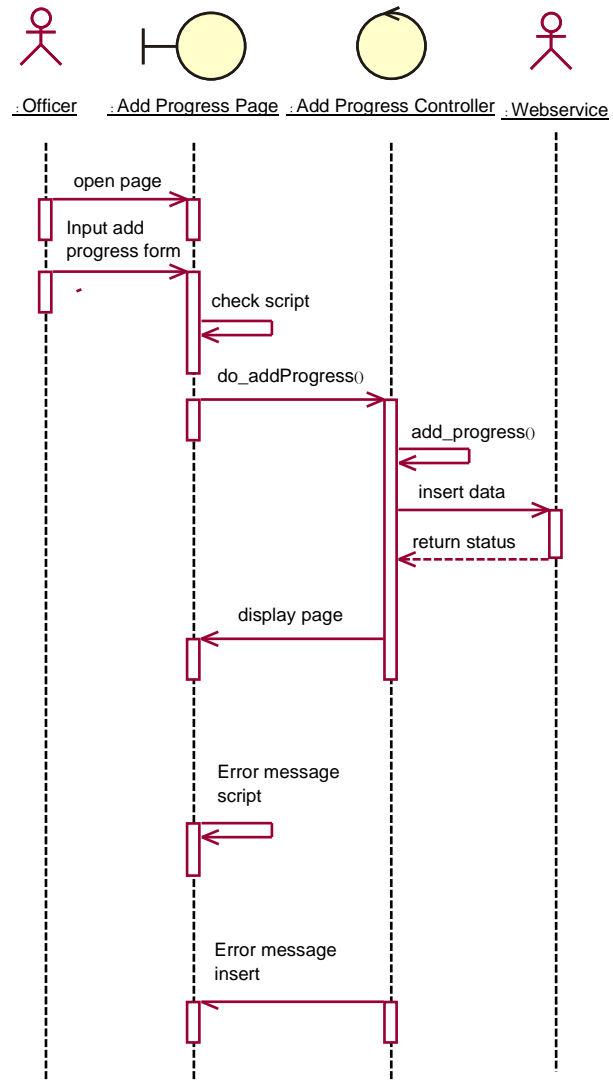 : Officer
: Add Progress Page
: Add Progress Controller
: Webservice
open page
Input add
progress form
check script
do_addProgress()
add_progress()
insert data
return status
display page
Error message
script
Error message
insert